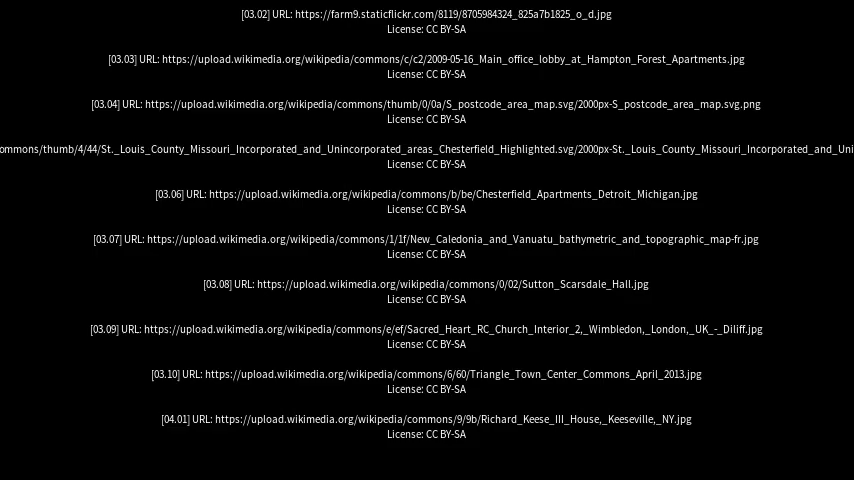 [03.02] URL: https://farm9.staticflickr.com/8119/8705984324_825a7b1825_o_d.jpg
License: CC BY-SA
[03.03] URL: https://upload.wikimedia.org/wikipedia/commons/c/c2/2009-05-16_Main_office_lobby_at_Hampton_Forest_Apartments.jpg
License: CC BY-SA
[03.04] URL: https://upload.wikimedia.org/wikipedia/commons/thumb/0/0a/S_postcode_area_map.svg/2000px-S_postcode_area_map.svg.png
License: CC BY-SA
ommons/thumb/4/44/St._Louis_County_Missouri_Incorporated_and_Unincorporated_areas_Chesterfield_Highlighted.svg/2000px-St._Louis_County_Missouri_Incorporated_and_Uni
License: CC BY-SA
[03.06] URL: https://upload.wikimedia.org/wikipedia/commons/b/be/Chesterfield_Apartments_Detroit_Michigan.jpg
License: CC BY-SA
[03.07] URL: https://upload.wikimedia.org/wikipedia/commons/1/1f/New_Caledonia_and_Vanuatu_bathymetric_and_topographic_map-fr.jpg
License: CC BY-SA
[03.08] URL: https://upload.wikimedia.org/wikipedia/commons/0/02/Sutton_Scarsdale_Hall.jpg
License: CC BY-SA
[03.09] URL: https://upload.wikimedia.org/wikipedia/commons/e/ef/Sacred_Heart_RC_Church_Interior_2,_Wimbledon,_London,_UK_-_Diliff.jpg
License: CC BY-SA
[03.10] URL: https://upload.wikimedia.org/wikipedia/commons/6/60/Triangle_Town_Center_Commons_April_2013.jpg
License: CC BY-SA
[04.01] URL: https://upload.wikimedia.org/wikipedia/commons/9/9b/Richard_Keese_III_House,_Keeseville,_NY.jpg
License: CC BY-SA